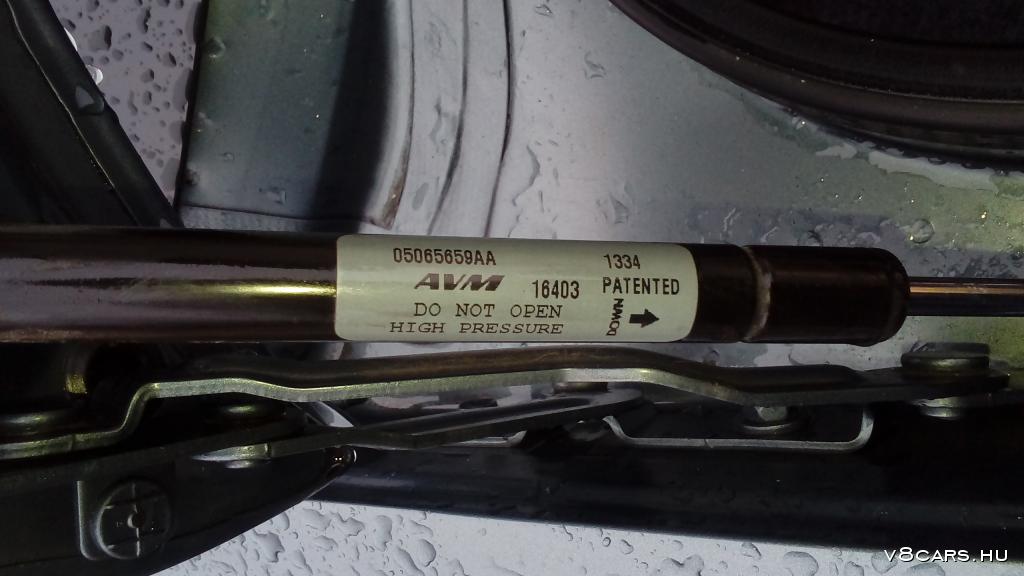 05065659AA
1334
AVM
16403
PATENTED
DO NOT OPEN
HIGH PRESSURE
DOWN
V8CARS.HU